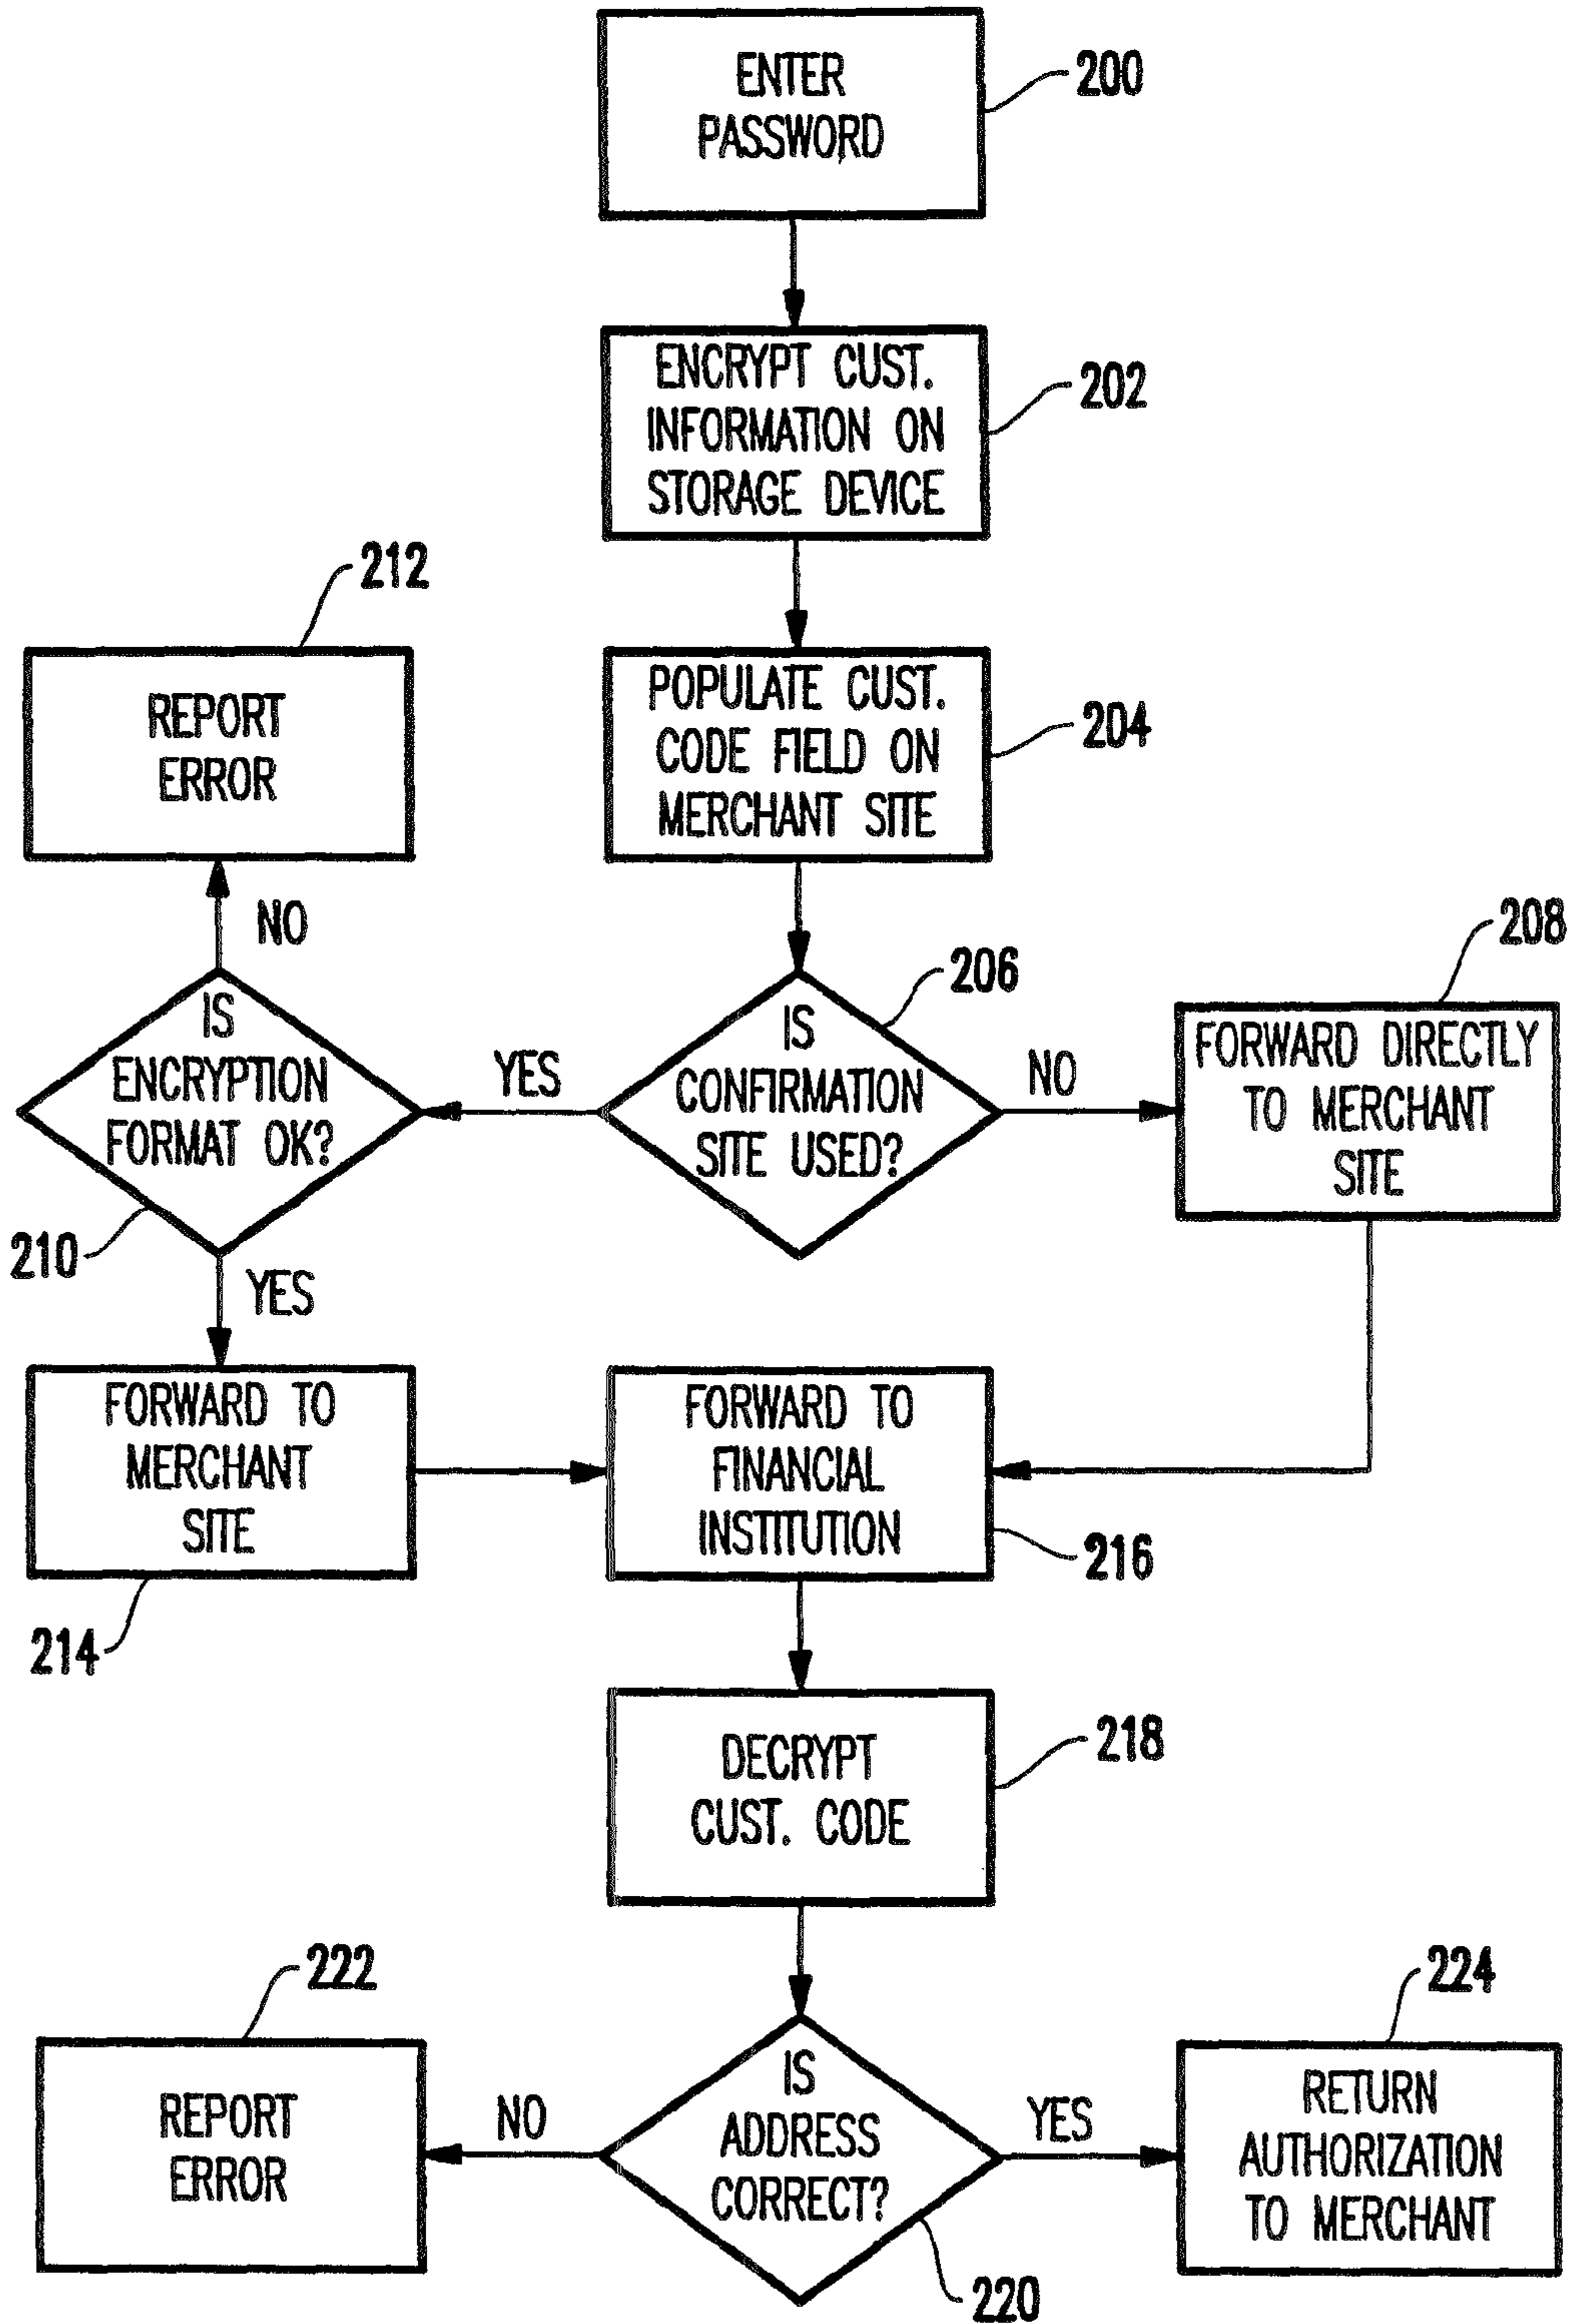 ENTER
PASSWORD
200
ENCRYPT CUST.
INFORMATION ON
STORAGE DEVICE
202
212
REPORT
ERROR
POPULATE CUST.
CODE FIELD ON
MERCHANT SITE
204
NO
206
208
IS
ENCRYPTION
FORMAT OK?
210
YES
IS
CONFIRMATION
SITE USED?
NO
FORWARD DIRECTLY
TO MERCHANT
SITE
YES
FORWARD TO
MERCHANT
SITE
214
FORWARD TO
FINANCIAL
INSTITUTION
216
DECRYPT
CUST. CODE
218
222
REPORT
ERROR
NO
IS
ADDRESS
CORRECT?
220
YES
224
RETURN
AUTHORIZATION
TO MERCHANT